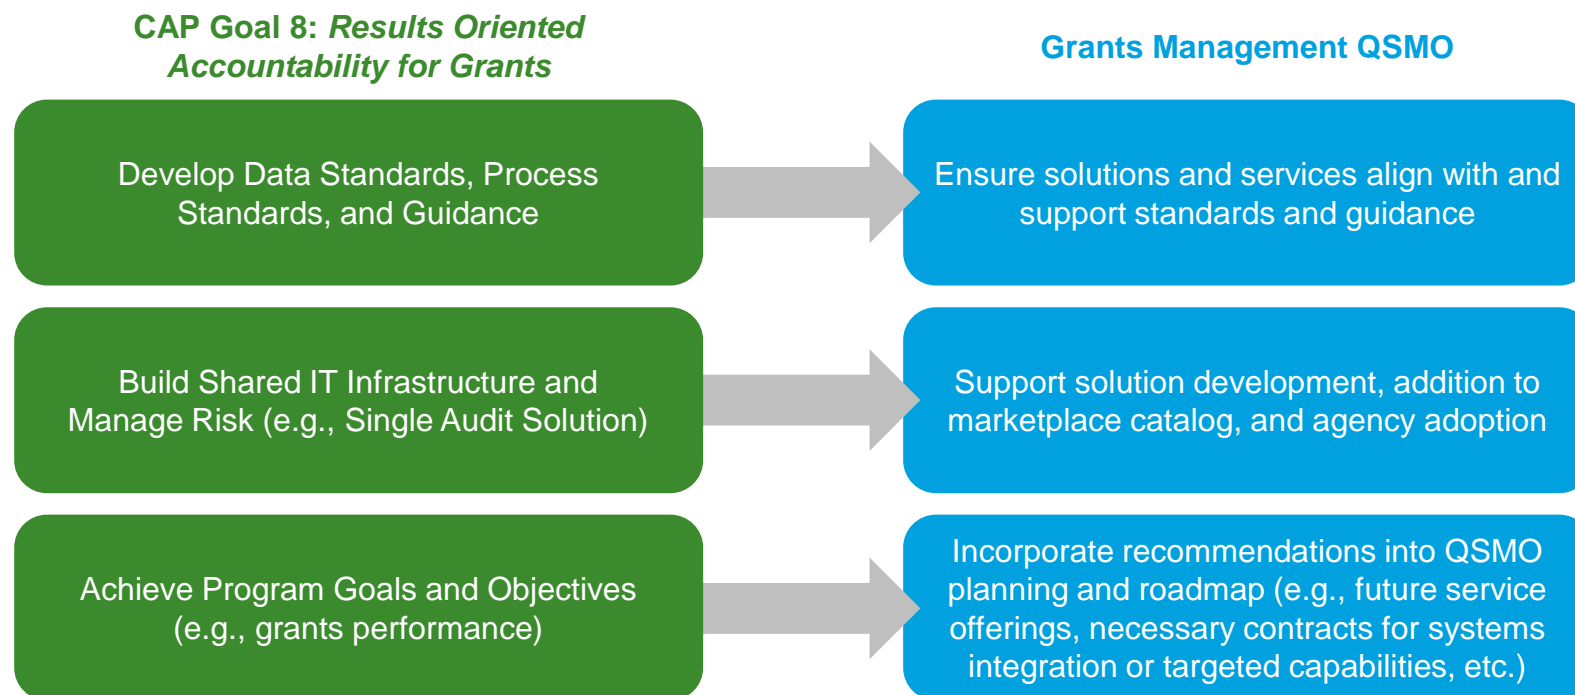 CAP Goal 8: Results Oriented
Accountability for Grants
Grants Management QSMO
Develop Data Standards, Process
Standards, and Guidance
Ensure solutions and services align with and
support standards and guidance
Build Shared IT Infrastructure and
Manage Risk (e.g., Single Audit Solution)
Support solution development, addition to
marketplace catalog, and agency adoption
Achieve Program Goals and Objectives
(e.g., grants performance)
Incorporate recommendations into QSMO
planning and roadmap (e.g., future service
offerings, necessary contracts for systems
integration or targeted capabilities, etc.)